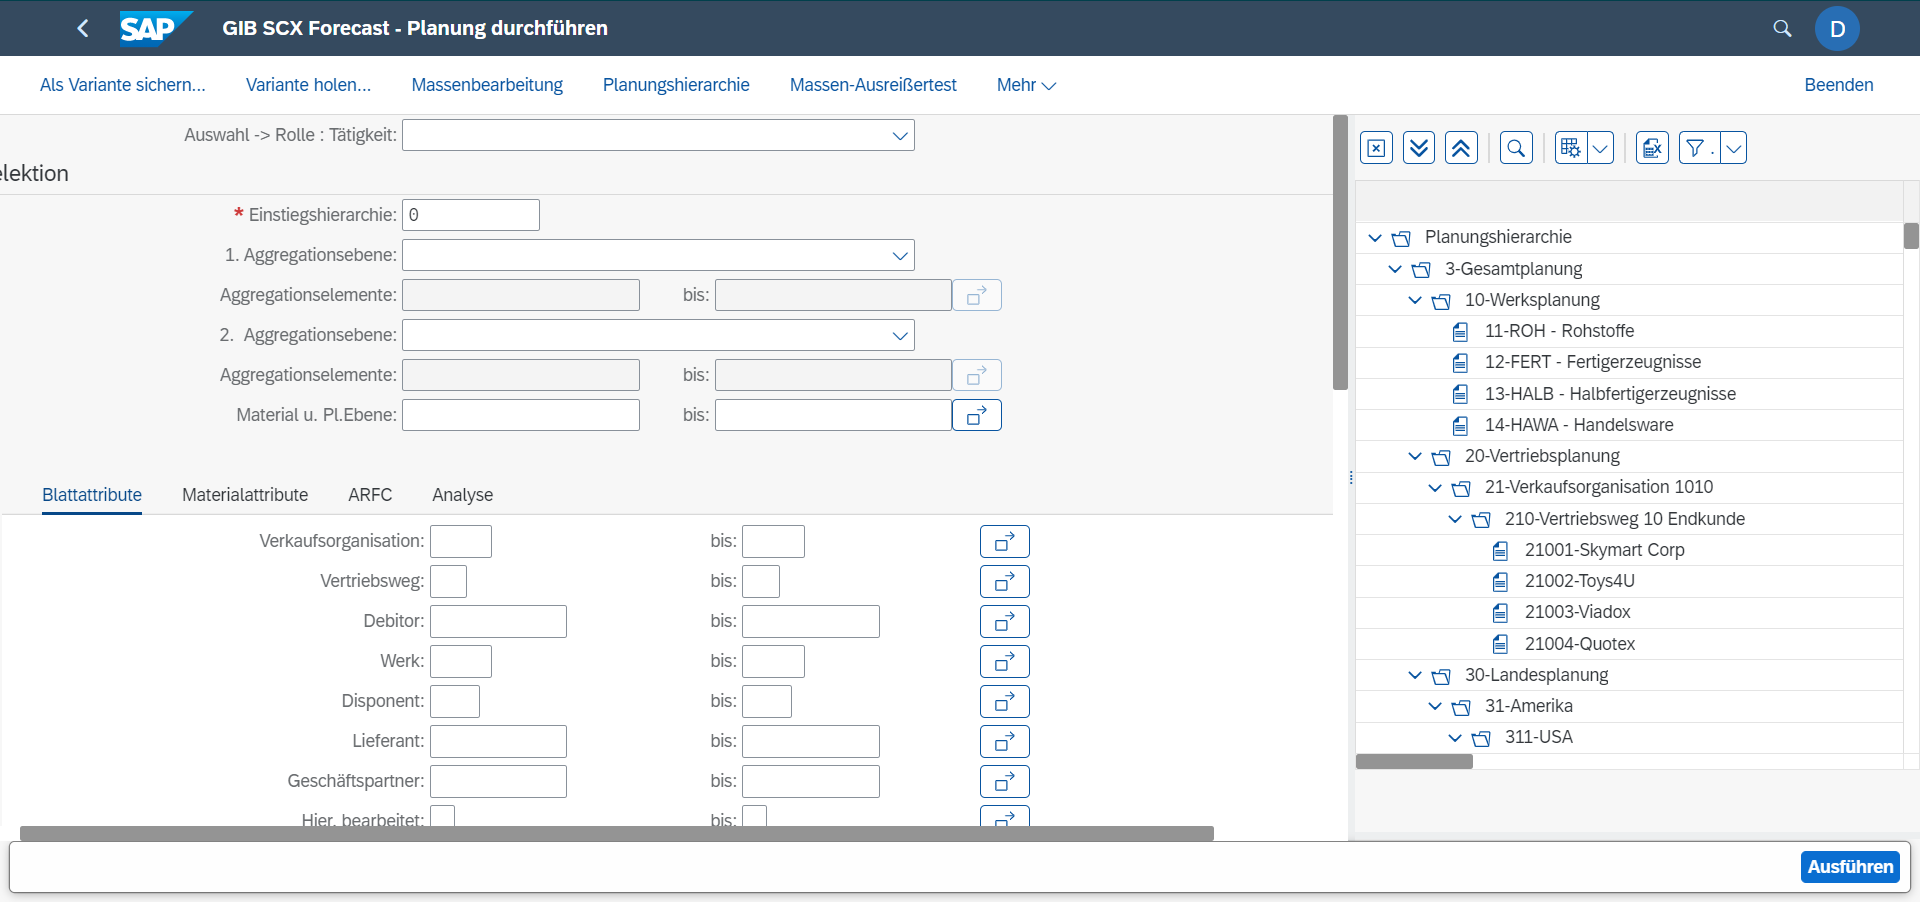 SAP GIB SCX Forecast - Planung durchführen D
Als Variante sichern... Variante holen... Massenbearbeitung Planungshierarchie Massen-Ausreißertest Mehr Beenden
Auswahl -> Rolle : Tätigkeit:
elektion
* Einstiegshierarchie: 0
1. Aggregationsebene:
Aggregationselemente: bis:
2. Aggregationsebene:
Aggregationselemente: bis:
Material u. Pl.Ebene: bis:
Blattattribute Materialattribute ARFC Analyse
Verkaufsorganisation: bis:
Vertriebsweg: bis:
Debitor: bis:
Werk: bis:
Disponent: bis:
Lieferant: bis:
Geschäftspartner: bis:
Hier. bearbeitet: bis:
Planungshierarchie
3-Gesamtplanung
10-Werksplanung
11-ROH - Rohstoffe
12-FERT - Fertigerzeugnisse
13-HALB - Halbfertigerzeugnisse
14-HAWA - Handelsware
20-Vertriebsplanung
21-Verkaufsorganisation 1010
210-Vertriebsweg 10 Endkunde
21001-Skymart Corp
21002-Toys4U
21003-Viadox
21004-Quotex
30-Landesplanung
31-Amerika
311-USA
Ausführen